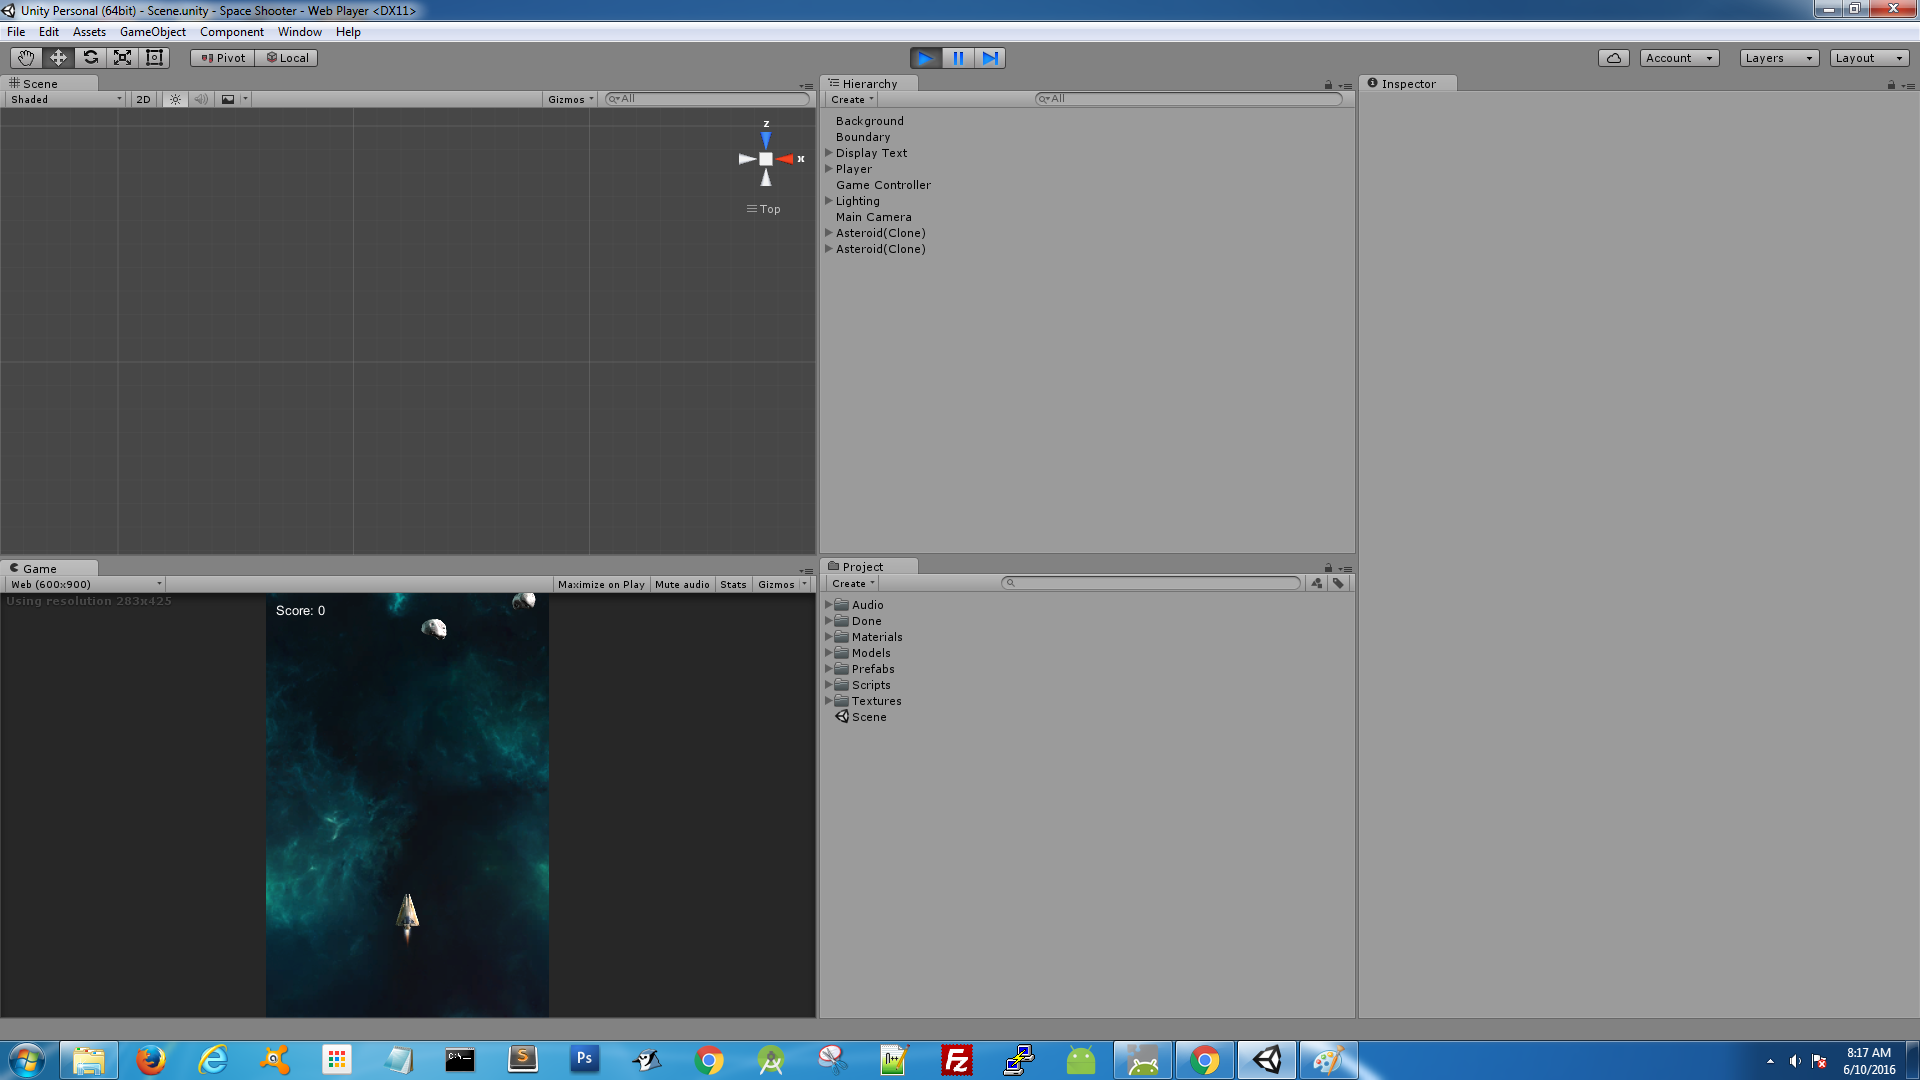 Unity Personal (64bit) - Scene.unity - Space Shooter - Web Player <DX11>
File Edit Assets GameObject Component Window Help
Pivot Local Account Layers Layout
Scene
Shaded 2D Gizmos All
z
x
Top
Hierarchy
Create All
Background
Boundary
Display Text
Player
Game Controller
Lighting
Main Camera
Asteroid(Clone)
Asteroid(Clone)
Inspector
Game
Web (600x900) Maximize on Play Mute audio Stats Gizmos
Using resolution 283x425
Score: 0
Project
Create
Audio
Done
Materials
Models
Prefabs
Scripts
Textures
Scene
C:\
S
Ps
n++
Fz
8:17 AM
6/10/2016